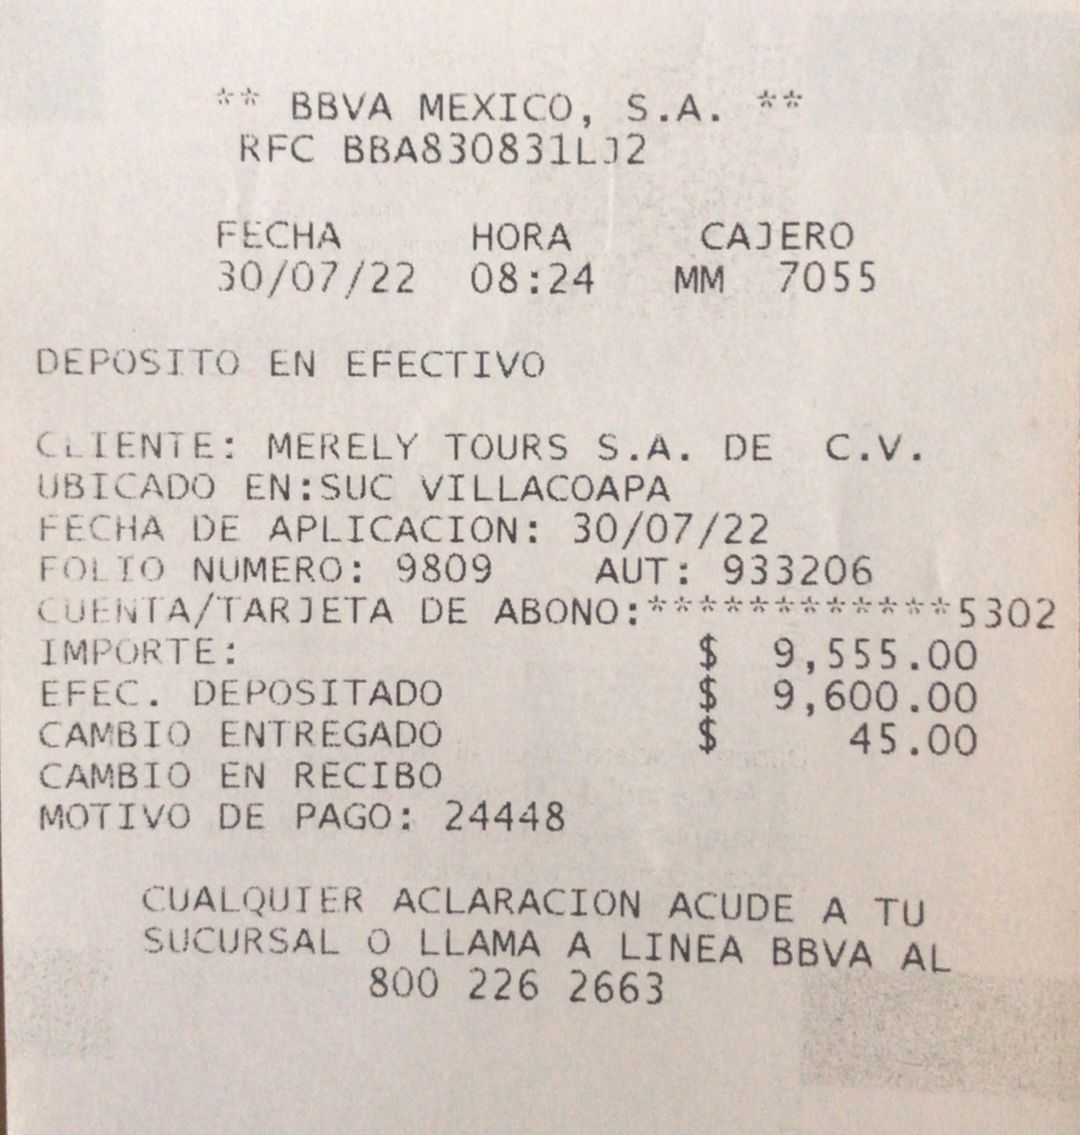 ** BBVA MEXICO, S.A. **
RFC BBA830831LJ2
FECHA HORA CAJERO
30/07/22 08:24 MM 7055
DEPOSITO EN EFECTIVO
CLIENTE: MERELY TOURS S.A. DE C.V.
UBICADO EN:SUC VILLACOAPA
FECHA DE APLICACION: 30/07/22
FOLIO NUMERO: 9809 AUT: 933206
CUENTA/TARJETA DE ABONO:************5302
IMPORTE: $ 9,555.00
EFEC. DEPOSITADO $ 9,600.00
CAMBIO ENTREGADO $ 45.00
CAMBIO EN RECIBO
MOTIVO DE PAGO: 24448
CUALQUIER ACLARACION ACUDE A TU
SUCURSAL O LLAMA A LINEA BBVA AL
800 226 2663